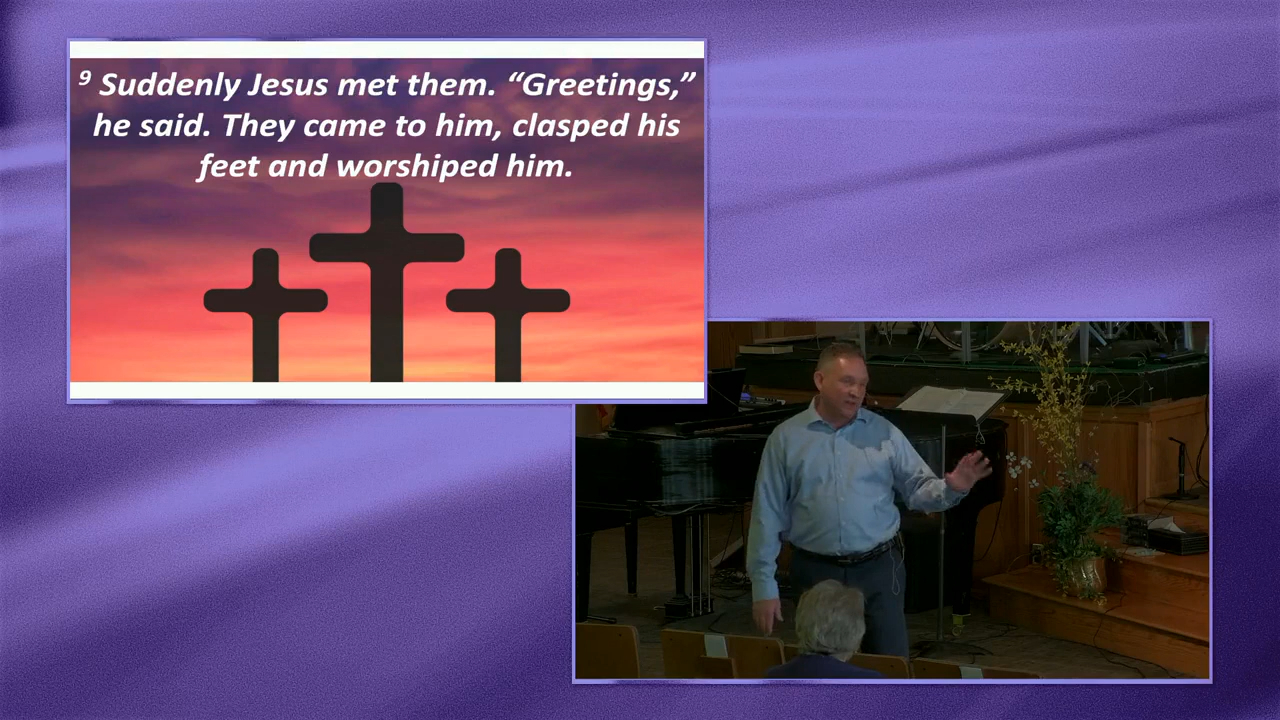 9 Suddenly Jesus met them. “Greetings,”
he said. They came to him, clasped his
feet and worshiped him.